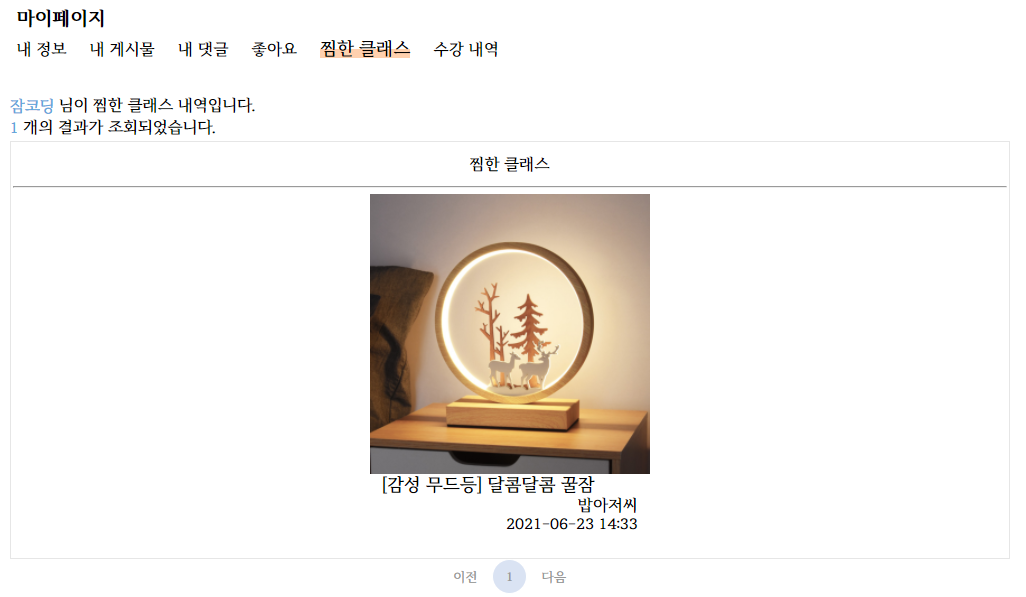 마이페이지
내 정보 내 게시물 내 댓글 좋아요 찜한 클래스 수강 내역
잠코딩 님이 찜한 클래스 내역입니다.
1 개의 결과가 조회되었습니다.
찜한 클래스
[감성 무드등] 달콤달콤 꿀잠
밥아저씨
2021-06-23 14:33
이전 1 다음